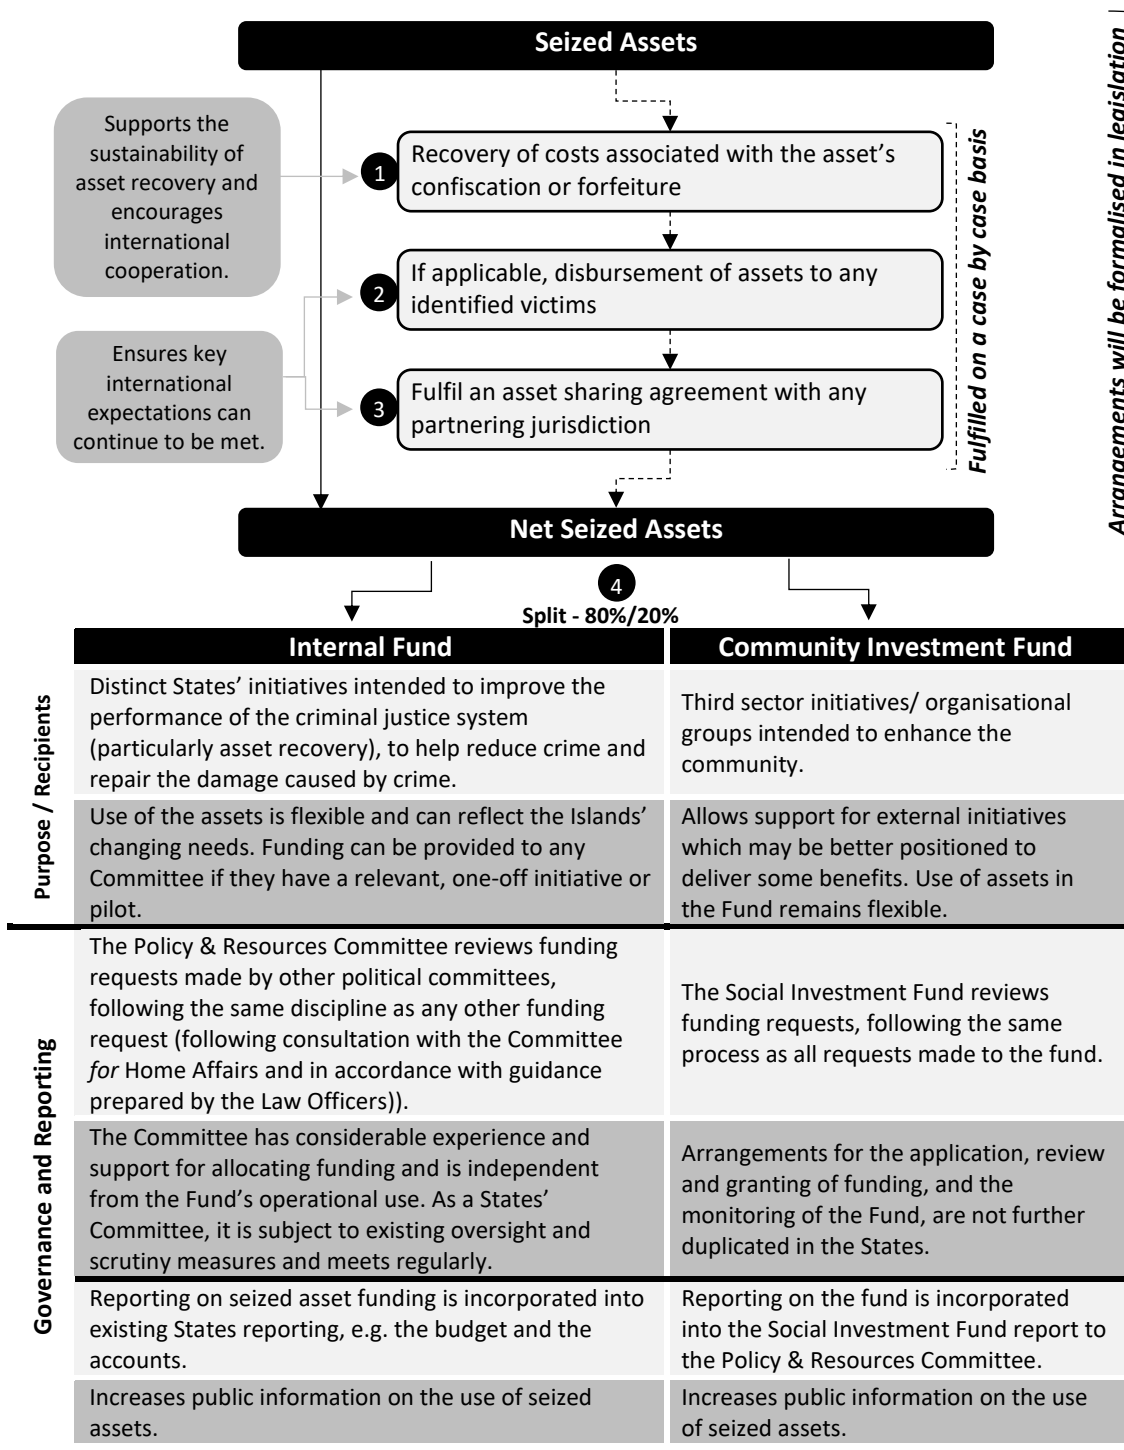 Seized Assets
Supports the
sustainability of
asset recovery and
encourages
international
cooperation.
1
Recovery of costs associated with the asset's
confiscation or forfeiture
2
If applicable, disbursement of assets to any
identified victims
Ensures key
international
expectations can
continue to be met.
3
Fulfil an asset sharing agreement with any
partnering jurisdiction
Fulfilled on a case by case basis
Arrangements will be formalised in legislation
Net Seized Assets
4
Split - 80%/20%
Internal Fund
Community Investment Fund
Purpose / Recipients
Distinct States’ initiatives intended to improve the
performance of the criminal justice system
(particularly asset recovery), to help reduce crime and
repair the damage caused by crime.
Third sector initiatives/ organisational
groups intended to enhance the
community.
Use of the assets is flexible and can reflect the Islands’
changing needs. Funding can be provided to any
Committee if they have a relevant, one-off initiative or
pilot.
Allows support for external initiatives
which may be better positioned to
deliver some benefits. Use of assets in
the Fund remains flexible.
Governance and Reporting
The Policy & Resources Committee reviews funding
requests made by other political committees,
following the same discipline as any other funding
request (following consultation with the Committee
for Home Affairs and in accordance with guidance
prepared by the Law Officers)).
The Social Investment Fund reviews
funding requests, following the same
process as all requests made to the fund.
The Committee has considerable experience and
support for allocating funding and is independent
from the Fund’s operational use. As a States’
Committee, it is subject to existing oversight and
scrutiny measures and meets regularly.
Arrangements for the application, review
and granting of funding, and the
monitoring of the Fund, are not further
duplicated in the States.
Reporting on seized asset funding is incorporated into
existing States reporting, e.g. the budget and the
accounts.
Reporting on the fund is incorporated
into the Social Investment Fund report to
the Policy & Resources Committee.
Increases public information on the use of seized
assets.
Increases public information on the use
of seized assets.